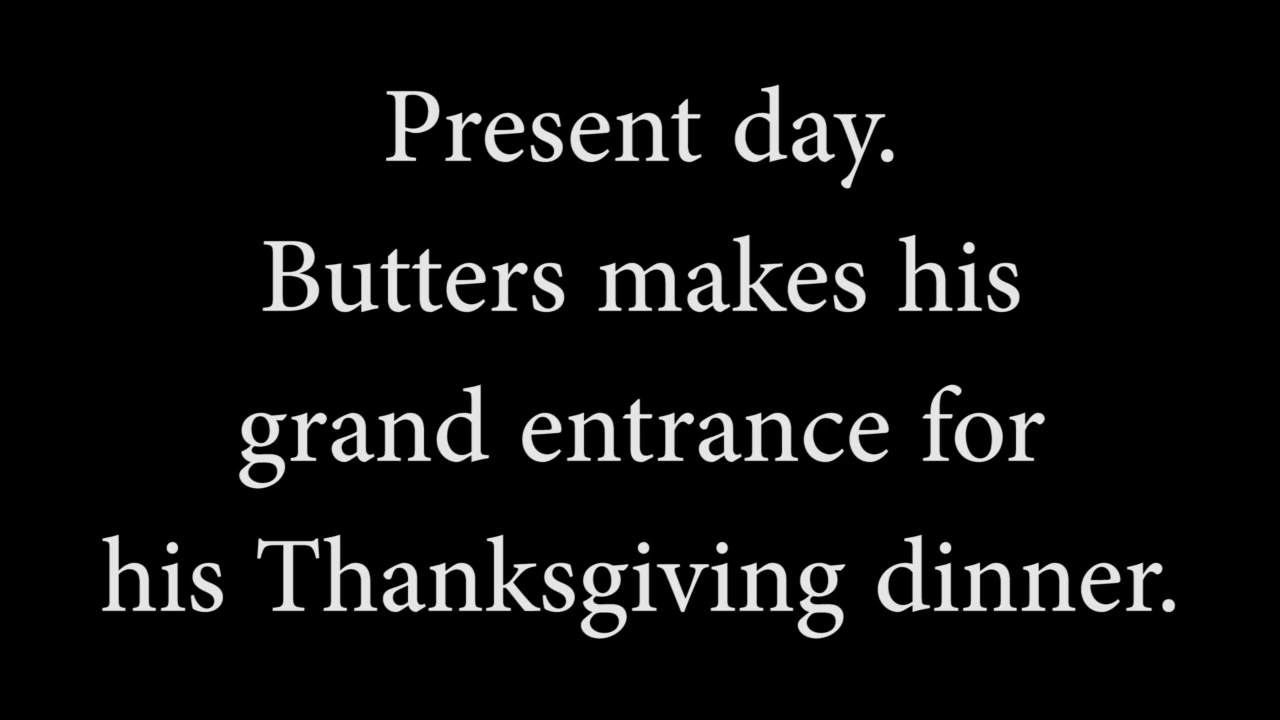 Present day.
Butters makes his
grand entrance for
his Thanksgiving dinner.